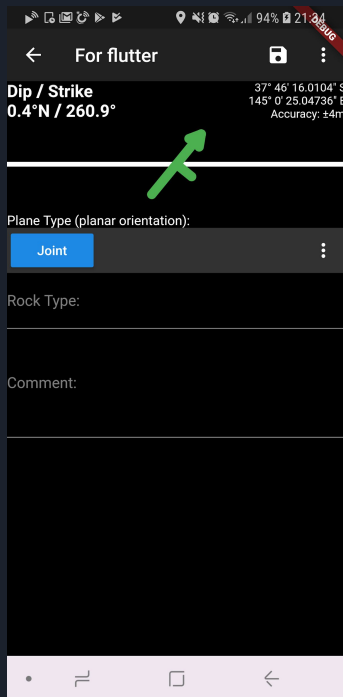 94% 21:34
DEBUG
For flutter
Dip / Strike
0.4°N / 260.9°
37° 46' 16.0104" S
145° 0' 25.04736" E
Accuracy: ±4m
Plane Type (planar orientation):
Joint
Rock Type:
Comment: